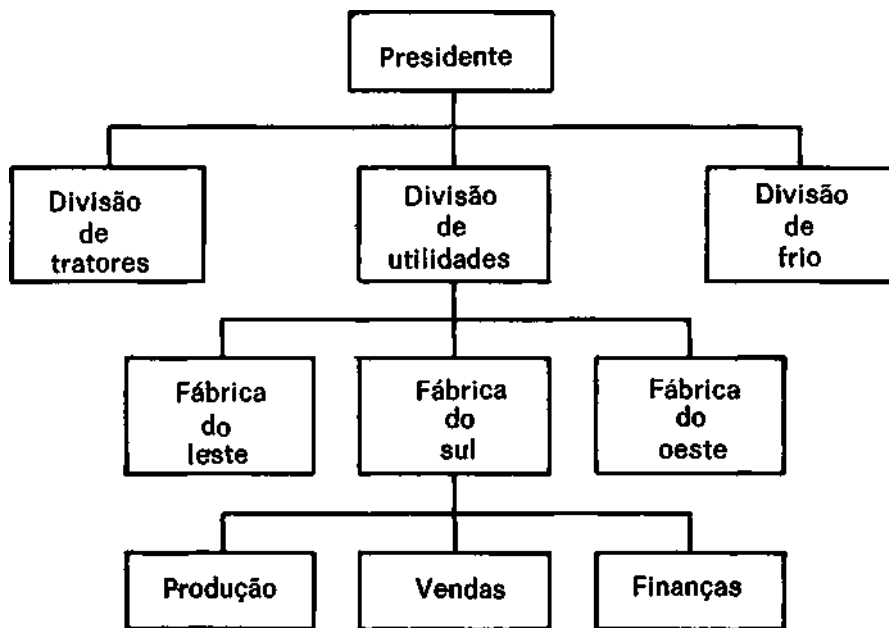 Presidente
Divisão
de
tratores
Divisão
de
utilidades
Divisão
de
frio
Fábrica
do
leste
Fábrica
do
sul
Fábrica
do
oeste
Produção
Vendas
Finanças